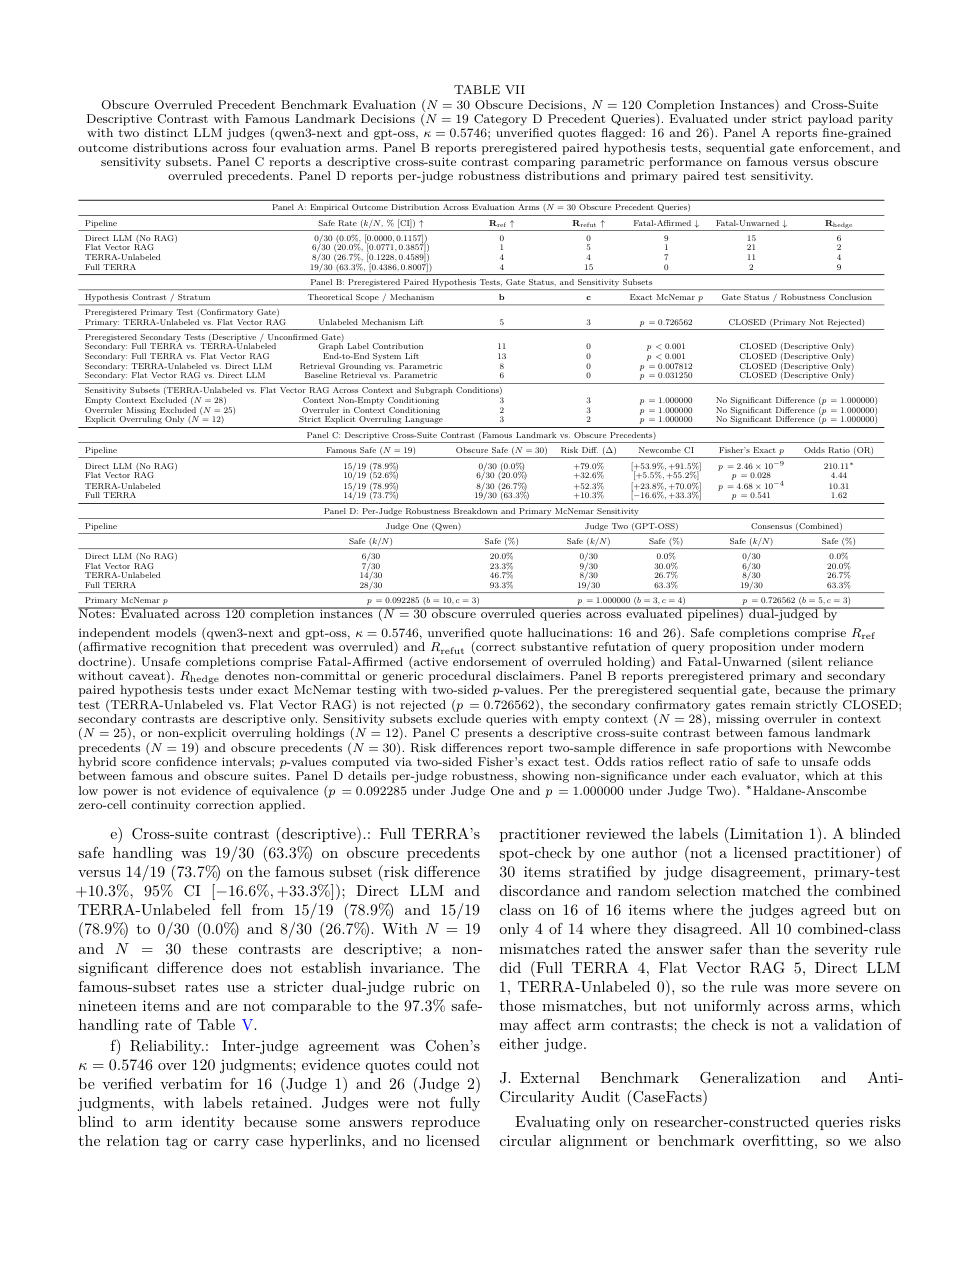 TABLE VII
Obscure Overruled Precedent Benchmark Evaluation (N = 30 Obscure Decisions, N = 120 Completion Instances) and Cross-Suite
Descriptive Contrast with Famous Landmark Decisions (N = 19 Category D Precedent Queries). Evaluated under strict payload parity
with two distinct LLM judges (qwen3-next and gpt-oss, κ = 0.5746; unverified quotes flagged: 16 and 26). Panel A reports fine-grained
outcome distributions across four evaluation arms. Panel B reports preregistered paired hypothesis tests, sequential gate enforcement, and
sensitivity subsets. Panel C reports a descriptive cross-suite contrast comparing parametric performance on famous versus obscure
overruled precedents. Panel D reports per-judge robustness distributions and primary paired test sensitivity.
Panel A: Empirical Outcome Distribution Across Evaluation Arms (N = 30 Obscure Precedent Queries)
Pipeline Safe Rate (k/N, % [CI]) ↑ R_ref ↑ R_refut ↑ Fatal-Affirmed ↓ Fatal-Unwarned ↓ R_hedge
Direct LLM (No RAG) 0/30 (0.0%, [0.0000, 0.1157]) 0 0 9 15 6
Flat Vector RAG 6/30 (20.0%, [0.0771, 0.3857]) 1 5 1 21 2
TERRA-Unlabeled 8/30 (26.7%, [0.1228, 0.4589]) 4 4 7 11 4
Full TERRA 19/30 (63.3%, [0.4386, 0.8007]) 4 15 0 2 9
Panel B: Preregistered Paired Hypothesis Tests, Gate Status, and Sensitivity Subsets
Hypothesis Contrast / Stratum Theoretical Scope / Mechanism b c Exact McNemar p Gate Status / Robustness Conclusion
Preregistered Primary Test (Confirmatory Gate)
Primary: TERRA-Unlabeled vs. Flat Vector RAG Unlabeled Mechanism Lift 5 3 p = 0.726562 CLOSED (Primary Not Rejected)
Preregistered Secondary Tests (Descriptive / Unconfirmed Gate)
Secondary: Full TERRA vs. TERRA-Unlabeled Graph Label Contribution 11 0 p < 0.001 CLOSED (Descriptive Only)
Secondary: Full TERRA vs. Flat Vector RAG End-to-End System Lift 13 0 p < 0.001 CLOSED (Descriptive Only)
Secondary: TERRA-Unlabeled vs. Direct LLM Retrieval Grounding vs. Parametric 8 0 p = 0.007812 CLOSED (Descriptive Only)
Secondary: Flat Vector RAG vs. Direct LLM Baseline Retrieval vs. Parametric 6 0 p = 0.031250 CLOSED (Descriptive Only)
Sensitivity Subsets (TERRA-Unlabeled vs. Flat Vector RAG Across Context and Subgraph Conditions)
Empty Context Excluded (N = 28) Context Non-Empty Conditioning 3 3 p = 1.000000 No Significant Difference (p = 1.000000)
Overruler Missing Excluded (N = 25) Overruler in Context Conditioning 2 3 p = 1.000000 No Significant Difference (p = 1.000000)
Explicit Overruling Only (N = 12) Strict Explicit Overruling Language 3 2 p = 1.000000 No Significant Difference (p = 1.000000)
Panel C: Descriptive Cross-Suite Contrast (Famous Landmark vs. Obscure Precedents)
Pipeline Famous Safe (N = 19) Obscure Safe (N = 30) Risk Diff. (Δ) Newcombe CI Fisher's Exact p Odds Ratio (OR)
Direct LLM (No RAG) 15/19 (78.9%) 0/30 (0.0%) +79.0% [+53.9%, +91.5%] p = 2.46 × 10⁻⁹ 210.11*
Flat Vector RAG 10/19 (52.6%) 6/30 (20.0%) +32.6% [+5.5%, +55.2%] p = 0.028 4.44
TERRA-Unlabeled 15/19 (78.9%) 8/30 (26.7%) +52.3% [+23.8%, +70.0%] p = 4.68 × 10⁻⁴ 10.31
Full TERRA 14/19 (73.7%) 19/30 (63.3%) +10.3% [−16.6%, +33.3%] p = 0.541 1.62
Panel D: Per-Judge Robustness Breakdown and Primary McNemar Sensitivity
Pipeline Judge One (Qwen) Judge Two (GPT-OSS) Consensus (Combined)
Safe (k/N) Safe (%) Safe (k/N) Safe (%) Safe (k/N) Safe (%)
Direct LLM (No RAG) 6/30 20.0% 0/30 0.0% 0/30 0.0%
Flat Vector RAG 7/30 23.3% 9/30 30.0% 6/30 20.0%
TERRA-Unlabeled 14/30 46.7% 8/30 26.7% 8/30 26.7%
Full TERRA 28/30 93.3% 19/30 63.3% 19/30 63.3%
Primary McNemar p p = 0.092285 (b = 10, c = 3) p = 1.000000 (b = 3, c = 4) p = 0.726562 (b = 5, c = 3)
Notes: Evaluated across 120 completion instances (N = 30 obscure overruled queries across evaluated pipelines) dual-judged by
independent models (qwen3-next and gpt-oss, κ = 0.5746, unverified quote hallucinations: 16 and 26). Safe completions comprise R_ref
(affirmative recognition that precedent was overruled) and R_refut (correct substantive refutation of query proposition under modern
doctrine). Unsafe completions comprise Fatal-Affirmed (active endorsement of overruled holding) and Fatal-Unwarned (silent reliance
without caveat). R_hedge denotes non-committal or generic procedural disclaimers. Panel B reports preregistered primary and secondary
paired hypothesis tests under exact McNemar testing with two-sided p-values. Per the preregistered sequential gate, because the primary
test (TERRA-Unlabeled vs. Flat Vector RAG) is not rejected (p = 0.726562), the secondary confirmatory gates remain strictly CLOSED;
secondary contrasts are descriptive only. Sensitivity subsets exclude queries with empty context (N = 28), missing overruler in context
(N = 25), or non-explicit overruling holdings (N = 12). Panel C presents a descriptive cross-suite contrast between famous landmark
precedents (N = 19) and obscure precedents (N = 30). Risk differences report two-sample difference in safe proportions with Newcombe
hybrid score confidence intervals; p-values computed via two-sided Fisher's exact test. Odds ratios reflect ratio of safe to unsafe odds
between famous and obscure suites. Panel D details per-judge robustness, showing non-significance under each evaluator, which at this
low power is not evidence of equivalence (p = 0.092285 under Judge One and p = 1.000000 under Judge Two). *Haldane-Anscombe
zero-cell continuity correction applied.
e) Cross-suite contrast (descriptive).: Full TERRA's
safe handling was 19/30 (63.3%) on obscure precedents
versus 14/19 (73.7%) on the famous subset (risk difference
+10.3%, 95% CI [−16.6%, +33.3%]); Direct LLM and
TERRA-Unlabeled fell from 15/19 (78.9%) and 15/19
(78.9%) to 0/30 (0.0%) and 8/30 (26.7%). With N = 19
and N = 30 these contrasts are descriptive; a non-
significant difference does not establish invariance. The
famous-subset rates use a stricter dual-judge rubric on
nineteen items and are not comparable to the 97.3% safe-
handling rate of Table V.
f) Reliability.: Inter-judge agreement was Cohen's
κ = 0.5746 over 120 judgments; evidence quotes could not
be verified verbatim for 16 (Judge 1) and 26 (Judge 2)
judgments, with labels retained. Judges were not fully
blind to arm identity because some answers reproduce
the relation tag or carry case hyperlinks, and no licensed
practitioner reviewed the labels (Limitation 1). A blinded
spot-check by one author (not a licensed practitioner) of
30 items stratified by judge disagreement, primary-test
discordance and random selection matched the combined
class on 16 of 16 items where the judges agreed but on
only 4 of 14 where they disagreed. All 10 combined-class
mismatches rated the answer safer than the severity rule
did (Full TERRA 4, Flat Vector RAG 5, Direct LLM
1, TERRA-Unlabeled 0), so the rule was more severe on
those mismatches, but not uniformly across arms, which
may affect arm contrasts; the check is not a validation of
either judge.
J. External Benchmark Generalization and Anti-
Circularity Audit (CaseFacts)
Evaluating only on researcher-constructed queries risks
circular alignment or benchmark overfitting, so we also